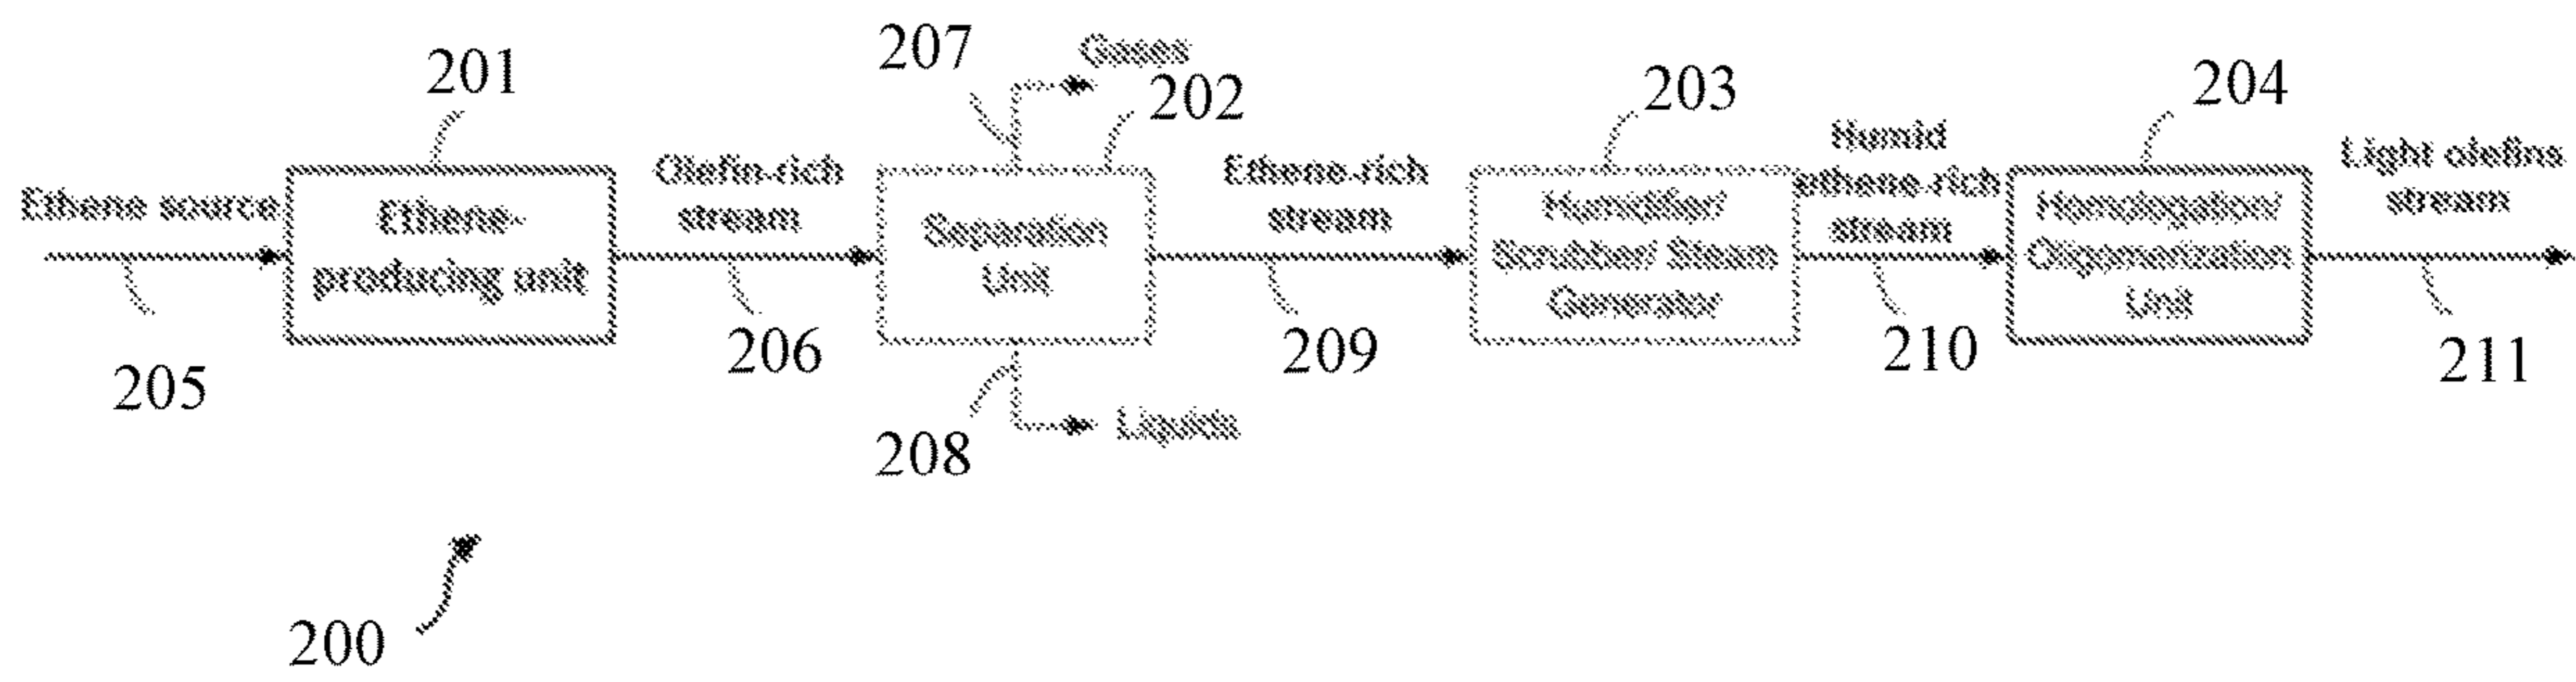 207
Gases
201
202
203
204
Ethene source
Ethene-
producing unit
Olefin-rich
stream
Separation
Unit
Ethene-rich
stream
Humidifier/
Scrubber/ Steam
Generator
Humid
ethene-rich
stream
Homologation/
Oligomerization
Unit
Light olefins
stream
205
206
208
Liquids
209
210
211
200